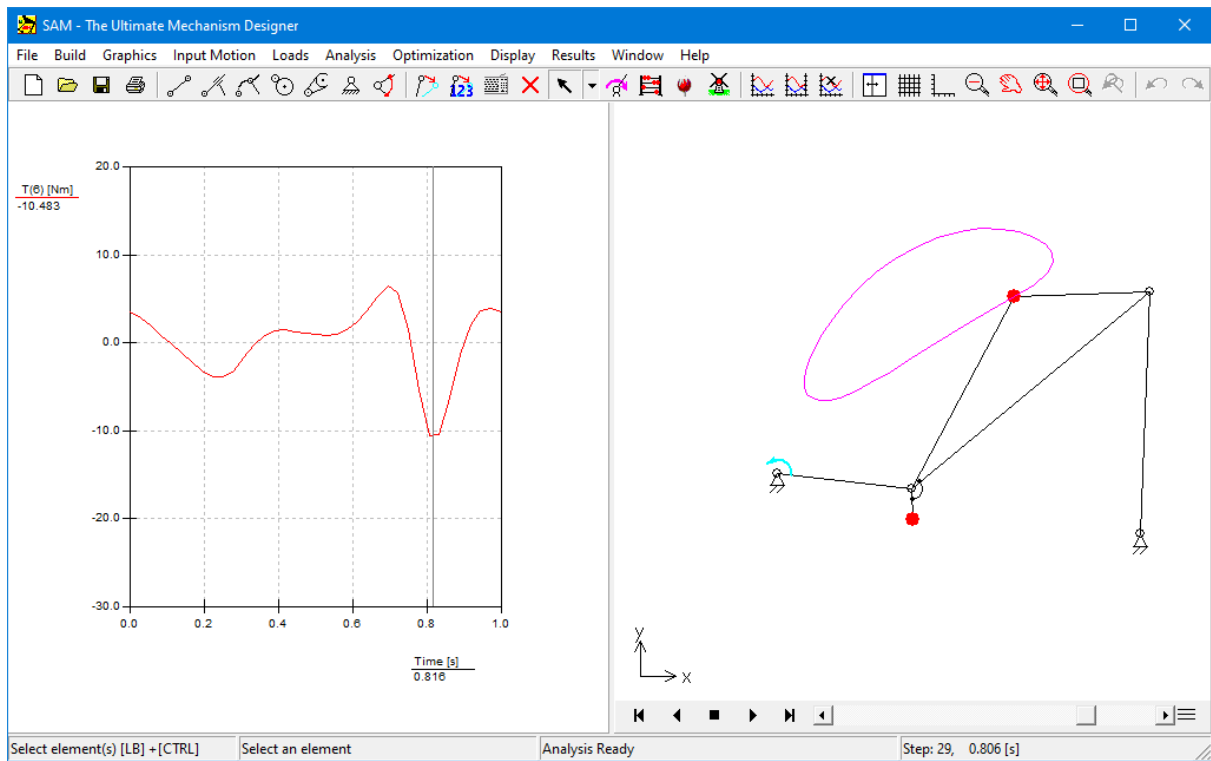 SAM - The Ultimate Mechanism Designer
File Build Graphics Input Motion Loads Analysis Optimization Display Results Window Help
123
T(6) [Nm]
-10.483
20.0
10.0
0.0
-10.0
-20.0
-30.0
0.0 0.2 0.4 0.6 0.8 1.0
Time [s]
0.816
y
x
Select element(s) [LB] +[CTRL] Select an element Analysis Ready Step: 29, 0.806 [s]